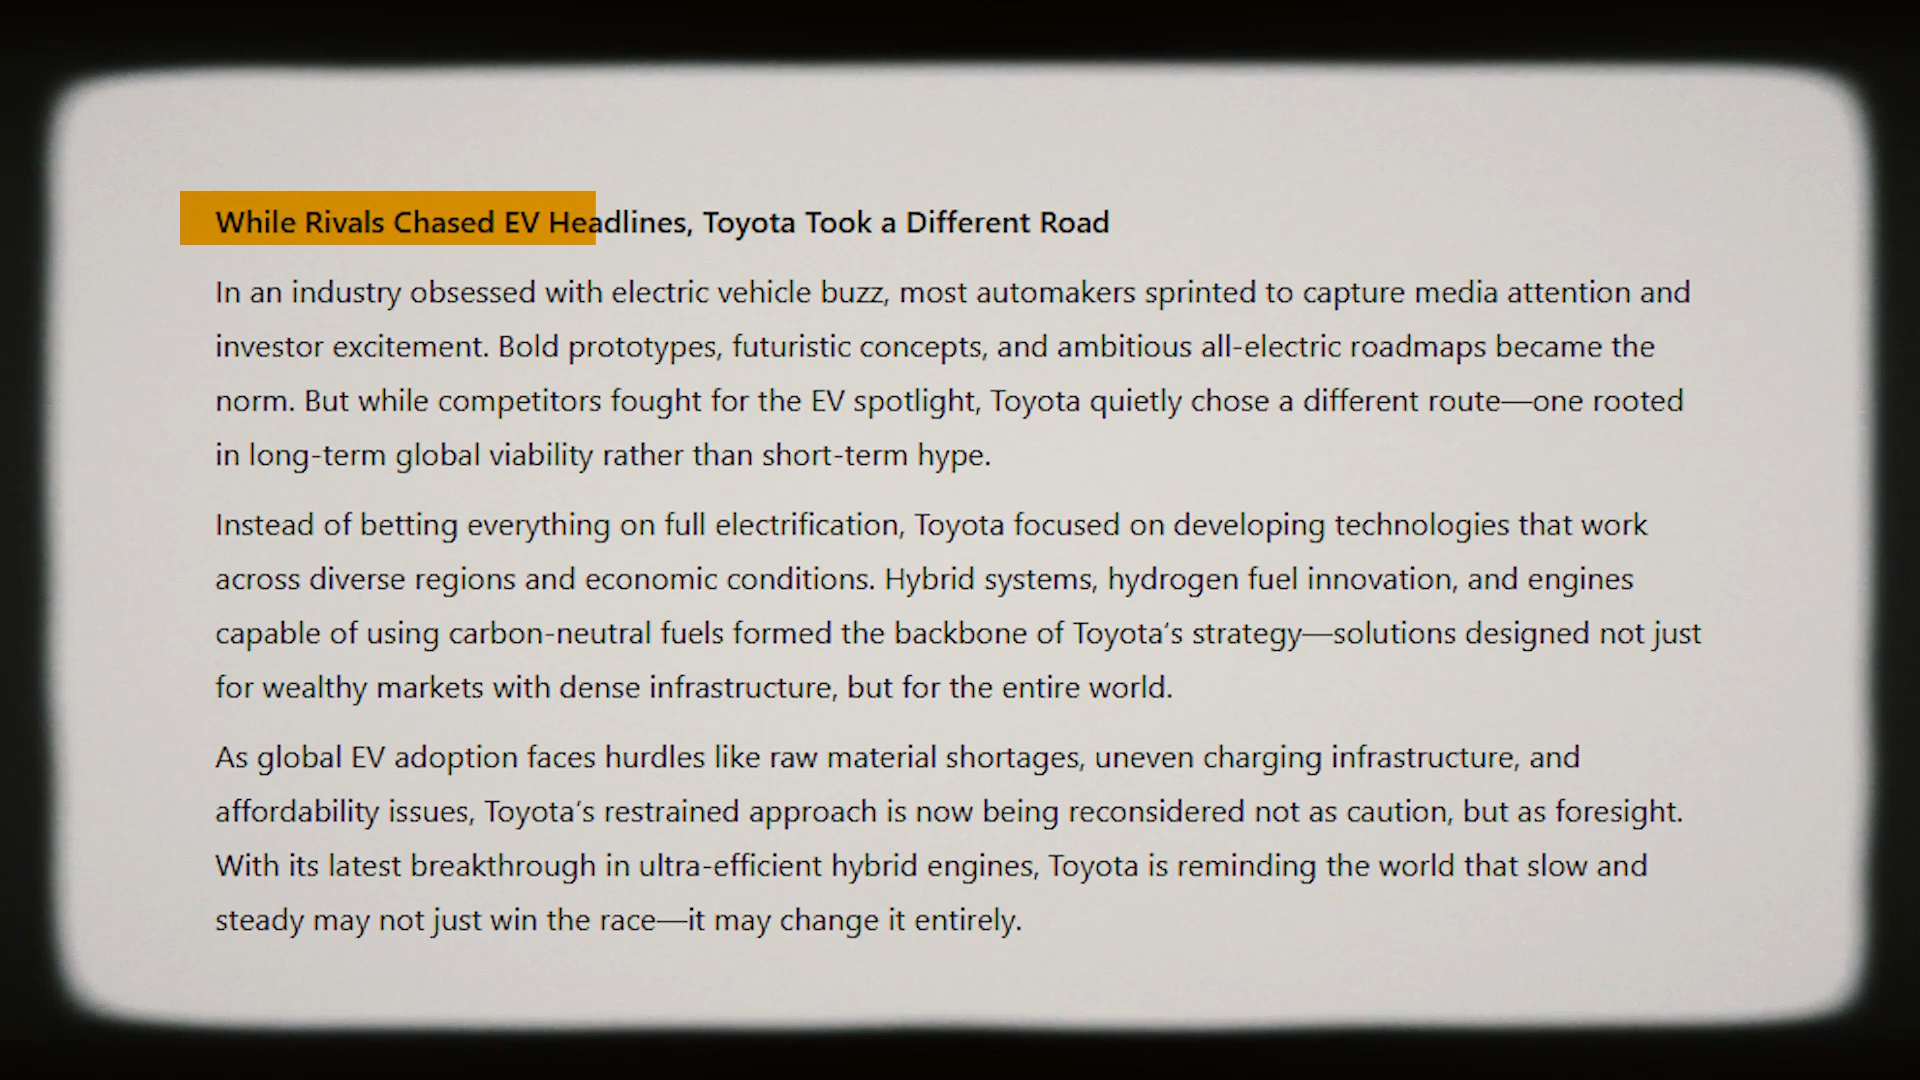 While Rivals Chased EV Headlines, Toyota Took a Different Road
In an industry obsessed with electric vehicle buzz, most automakers sprinted to capture media attention and
investor excitement. Bold prototypes, futuristic concepts, and ambitious all-electric roadmaps became the
norm. But while competitors fought for the EV spotlight, Toyota quietly chose a different route—one rooted
in long-term global viability rather than short-term hype.
Instead of betting everything on full electrification, Toyota focused on developing technologies that work
across diverse regions and economic conditions. Hybrid systems, hydrogen fuel innovation, and engines
capable of using carbon-neutral fuels formed the backbone of Toyota’s strategy—solutions designed not just
for wealthy markets with dense infrastructure, but for the entire world.
As global EV adoption faces hurdles like raw material shortages, uneven charging infrastructure, and
affordability issues, Toyota’s restrained approach is now being reconsidered not as caution, but as foresight.
With its latest breakthrough in ultra-efficient hybrid engines, Toyota is reminding the world that slow and
steady may not just win the race—it may change it entirely.